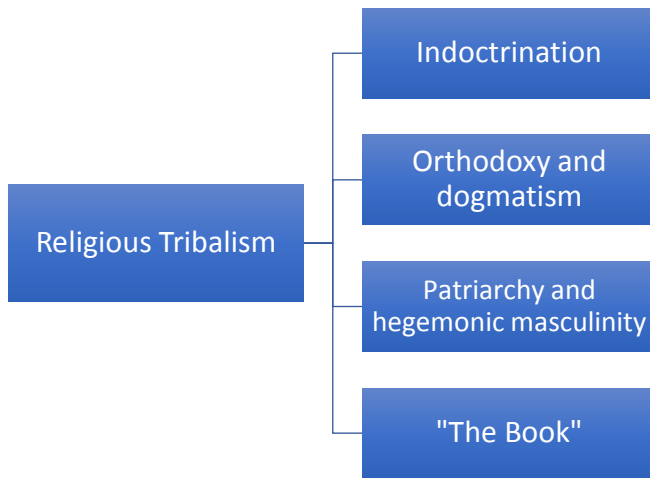 Religious Tribalism
Indoctrination
Orthodoxy and
dogmatism
Patriarchy and
hegemonic masculinity
"The Book"